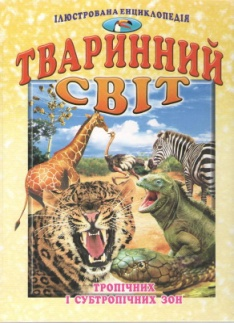 ІЛЮСТРОВАНА ЕНЦИКЛОПЕДІЯ
ТВАРИННИЙ
СВІТ
ТРОПІЧНИХ
І СУБТРОПІЧНИХ ЗОН